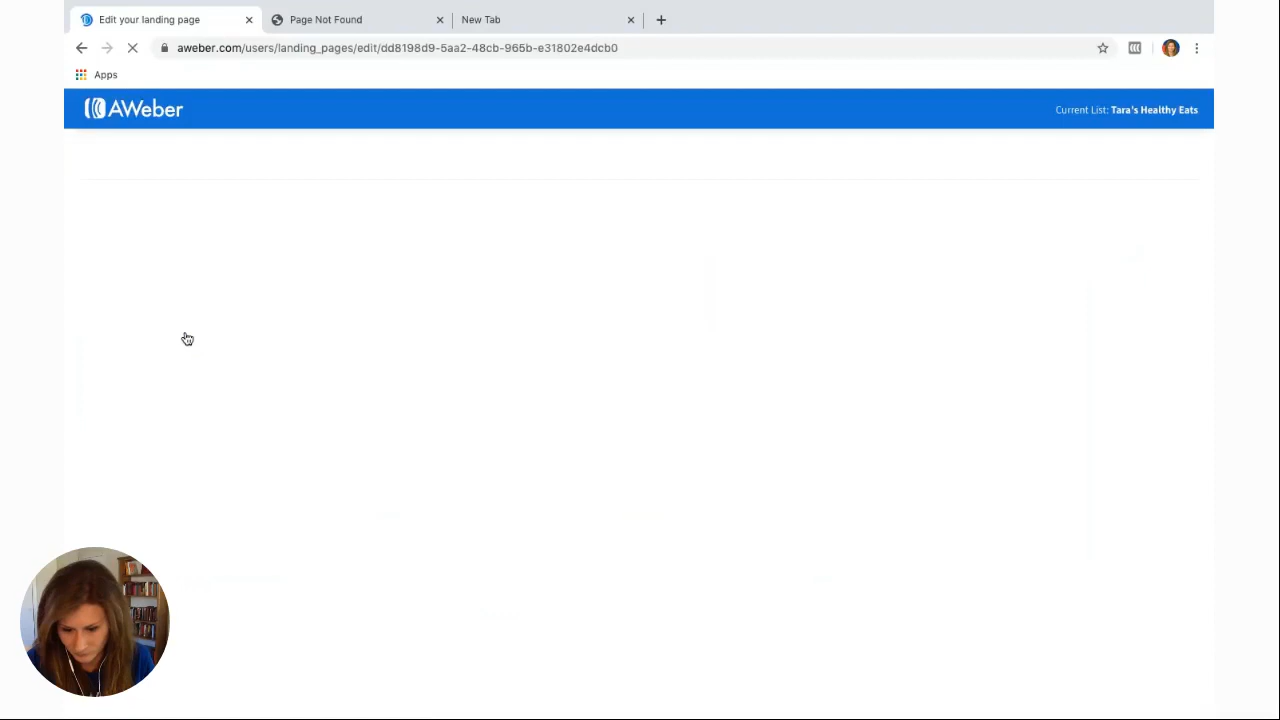 Edit your landing page
Page Not Found
New Tab
aweber.com/users/landing_pages/edit/dd8198d9-5aa2-48cb-965b-e31802e4dcb0
Apps
AWeber
Current List: Tara's Healthy Eats